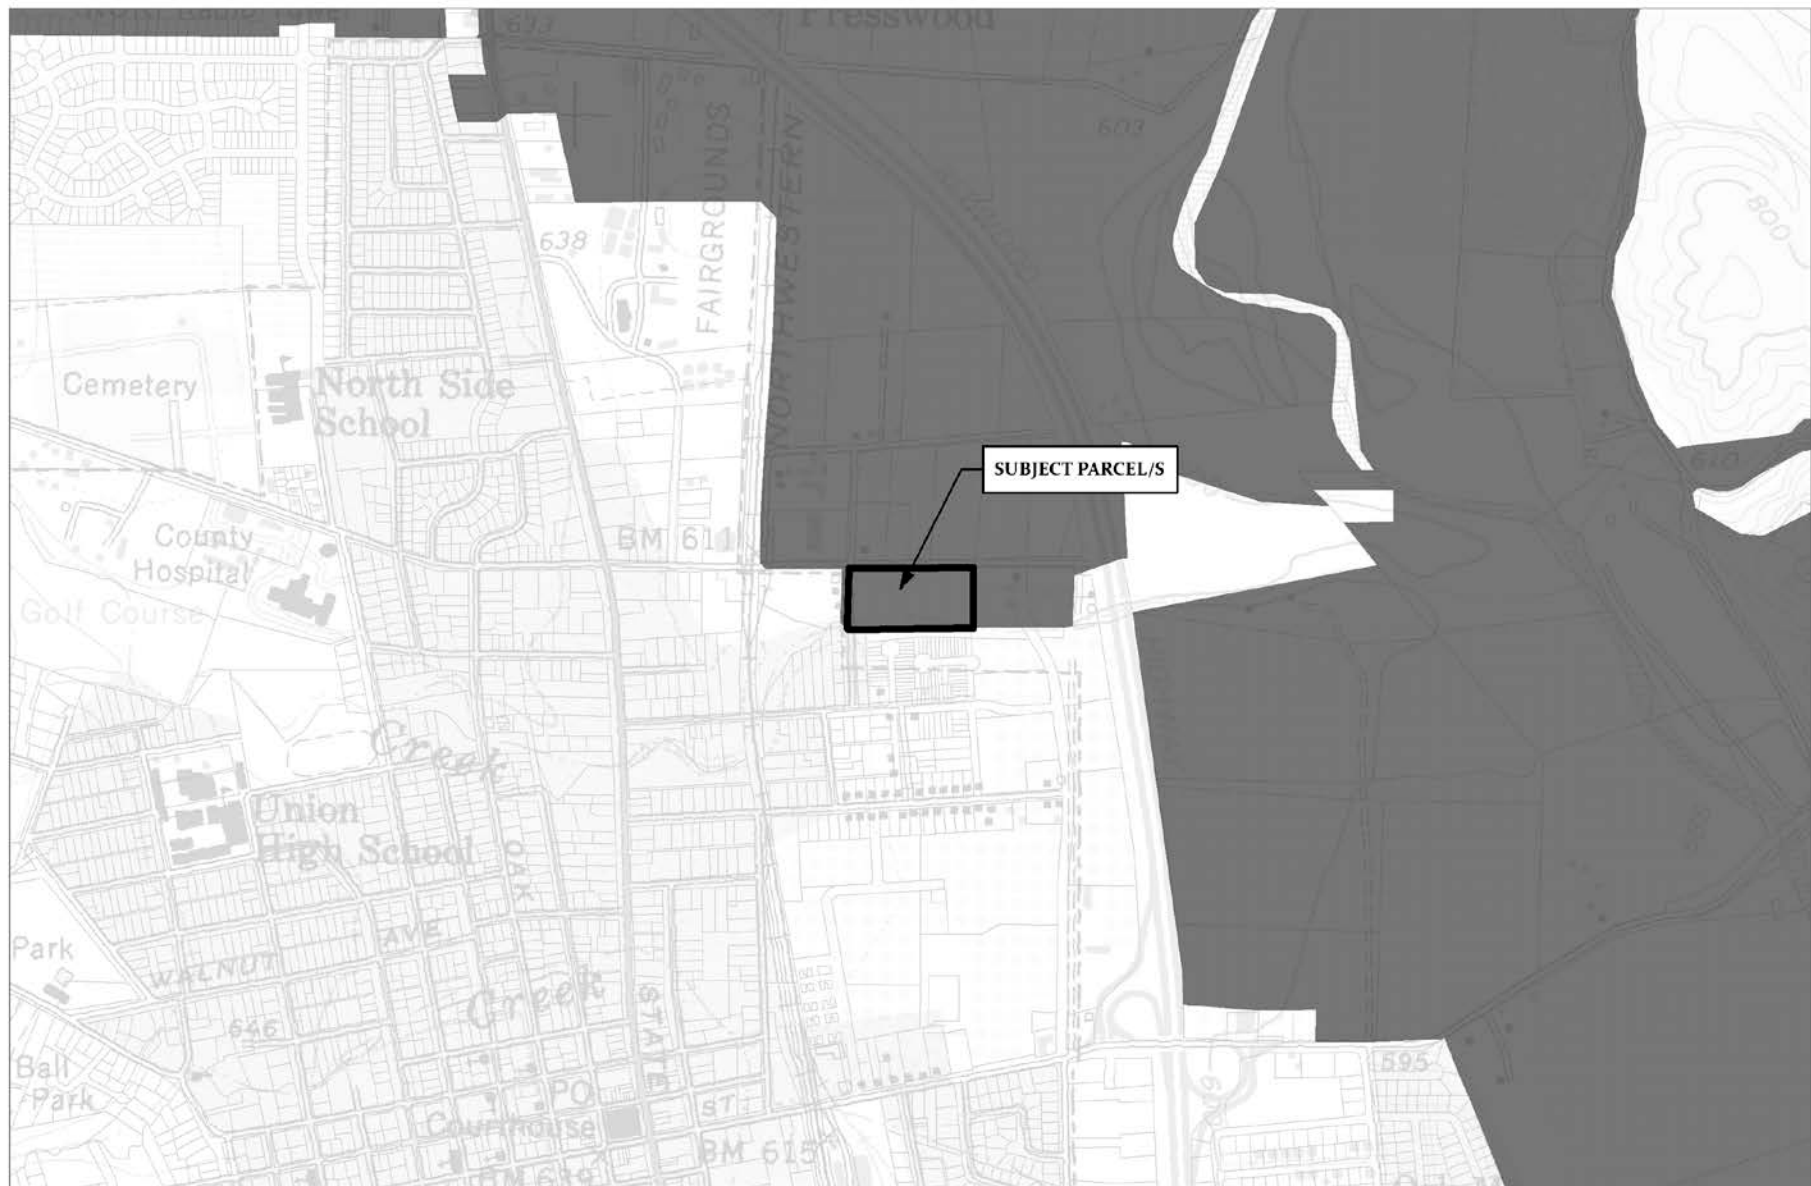 Presswood
693
603
FAIRGROUNDS
NORTHWESTERN
638
800
Cemetery
North Side
School
SUBJECT PARCEL/S
610
BM 611
County
Hospital
Golf Course
Creek
Union
High School
OAK
595
Park
WALNUT
AVE
Creek
STATE
646
Ball
Park
PO
ST
Courthouse
BM 615
595